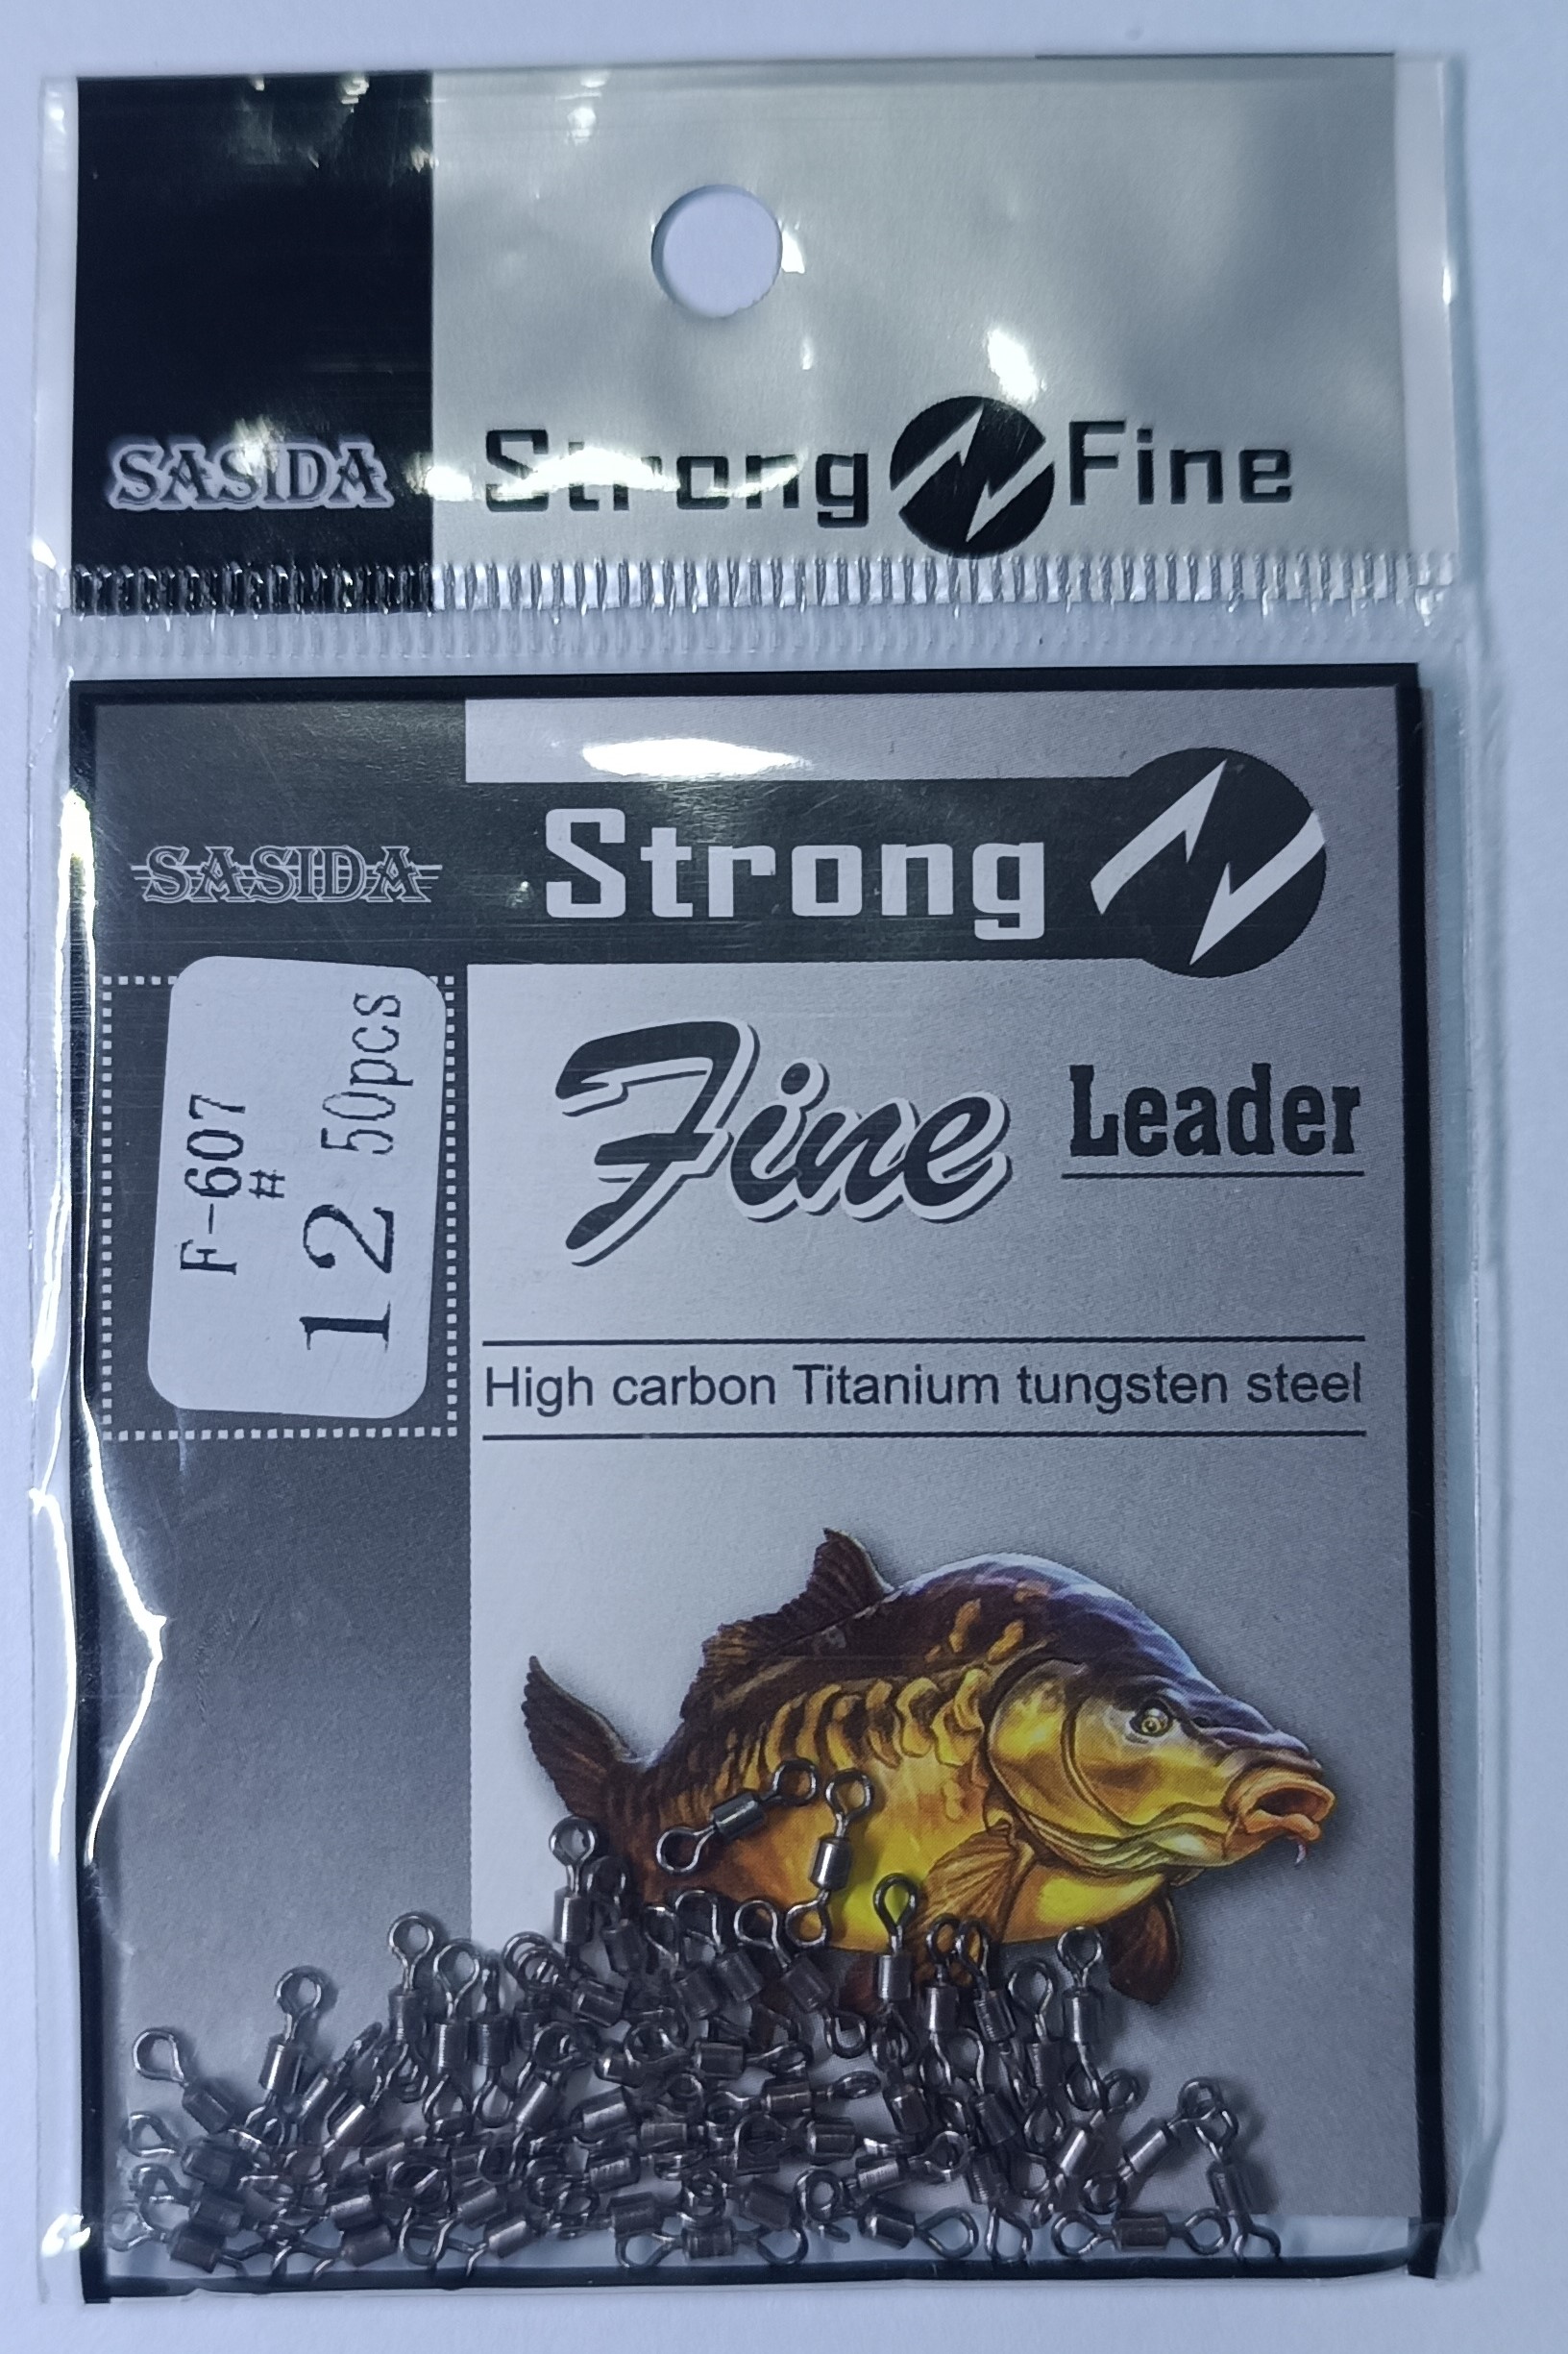 SASIDA Strong Fine
SASIDA Strong
F-607
#
12 50pcs
Fine Leader
High carbon Titanium tungsten steel